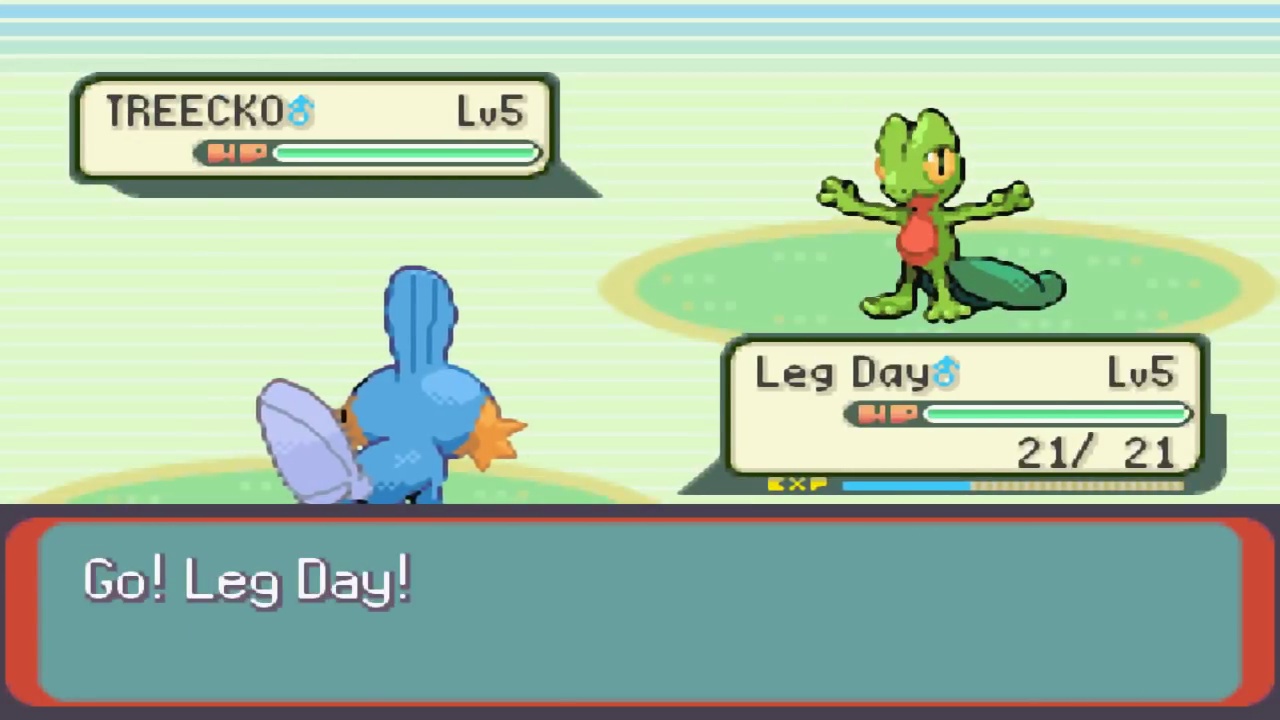 TREECKO♂ Lv5
HP
Leg Day♂ Lv5
HP
21/ 21
EXP
Go! Leg Day!